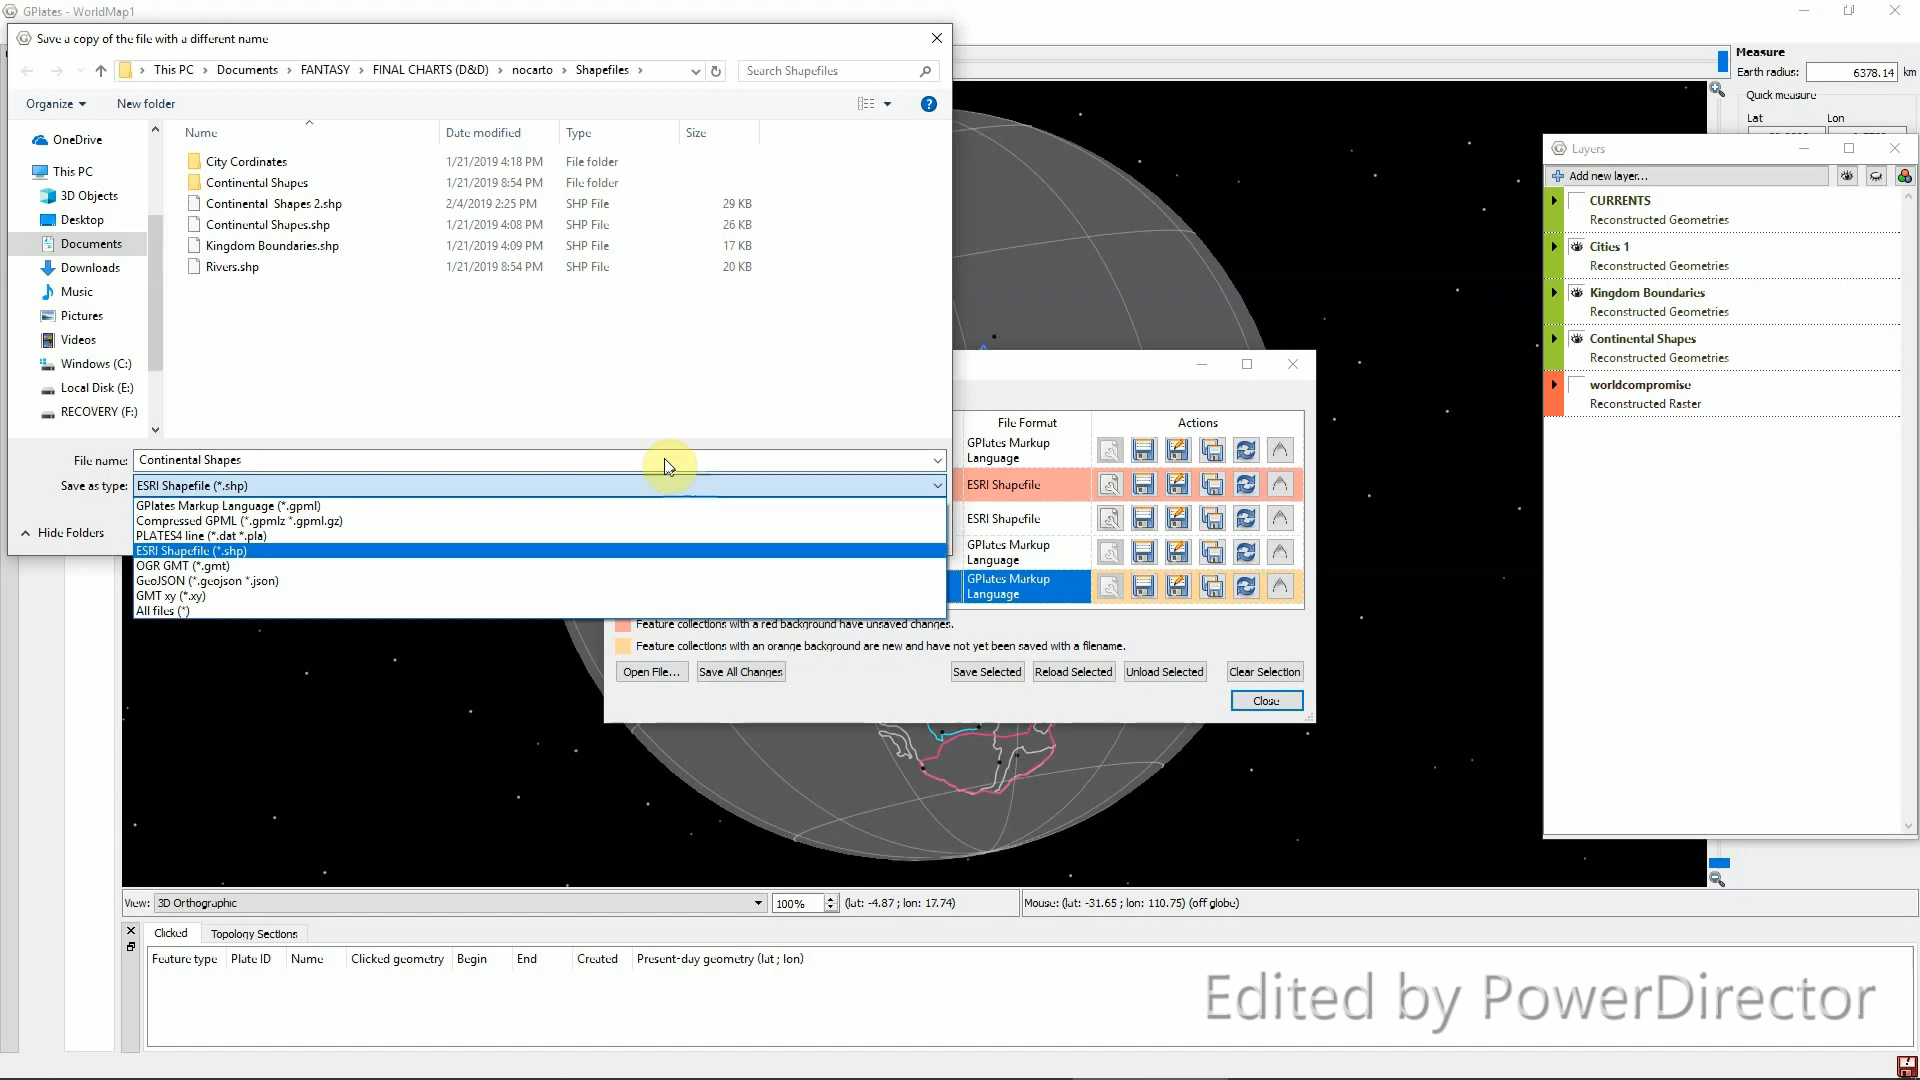 GPlates - WorldMap1
Save a copy of the file with a different name
This PC > Documents > FANTASY > FINAL CHARTS (D&D) > nocarto > Shapefiles >
Search Shapefiles
Organize
New folder
OneDrive
This PC
3D Objects
Desktop
Documents
Downloads
Music
Pictures
Videos
Windows (C:)
Local Disk (E:)
RECOVERY (F:)
Name Date modified Type Size
City Cordinates 1/21/2019 4:18 PM File folder
Continental Shapes 1/21/2019 8:54 PM File folder
Continental Shapes 2.shp 2/4/2019 2:25 PM SHP File 29 KB
Continental Shapes.shp 1/21/2019 4:08 PM SHP File 26 KB
Kingdom Boundaries.shp 1/21/2019 4:09 PM SHP File 17 KB
Rivers.shp 1/21/2019 8:54 PM SHP File 20 KB
File name: Continental Shapes
Save as type: ESRI Shapefile (*.shp)
GPlates Markup Language (*.gpml)
Compressed GPML (*.gpmlz *.gpml.gz)
PLATES4 line (*.dat *.pla)
ESRI Shapefile (*.shp)
OGR GMT (*.gmt)
GeoJSON (*.geojson *.json)
GMT xy (*.xy)
All files (*)
Hide Folders
File Format Actions
GPlates Markup
Language
ESRI Shapefile
ESRI Shapefile
GPlates Markup
Language
GPlates Markup
Language
Feature collections with a red background have unsaved changes.
Feature collections with an orange background are new and have not yet been saved with a filename.
Open File... Save All Changes Save Selected Reload Selected Unload Selected Clear Selection
Close
Measure
Earth radius: 6378.14 km
Quick measure
Lat Lon
Layers
Add new layer...
CURRENTS
Reconstructed Geometries
Cities 1
Reconstructed Geometries
Kingdom Boundaries
Reconstructed Geometries
Continental Shapes
Reconstructed Geometries
worldcompromise
Reconstructed Raster
View: 3D Orthographic 100% (lat: -4.87 ; lon: 17.74) Mouse: (lat: -31.65 ; lon: 110.75) (off globe)
Clicked Topology Sections
Feature type Plate ID Name Clicked geometry Begin End Created Present-day geometry (lat ; lon)
Edited by PowerDirector